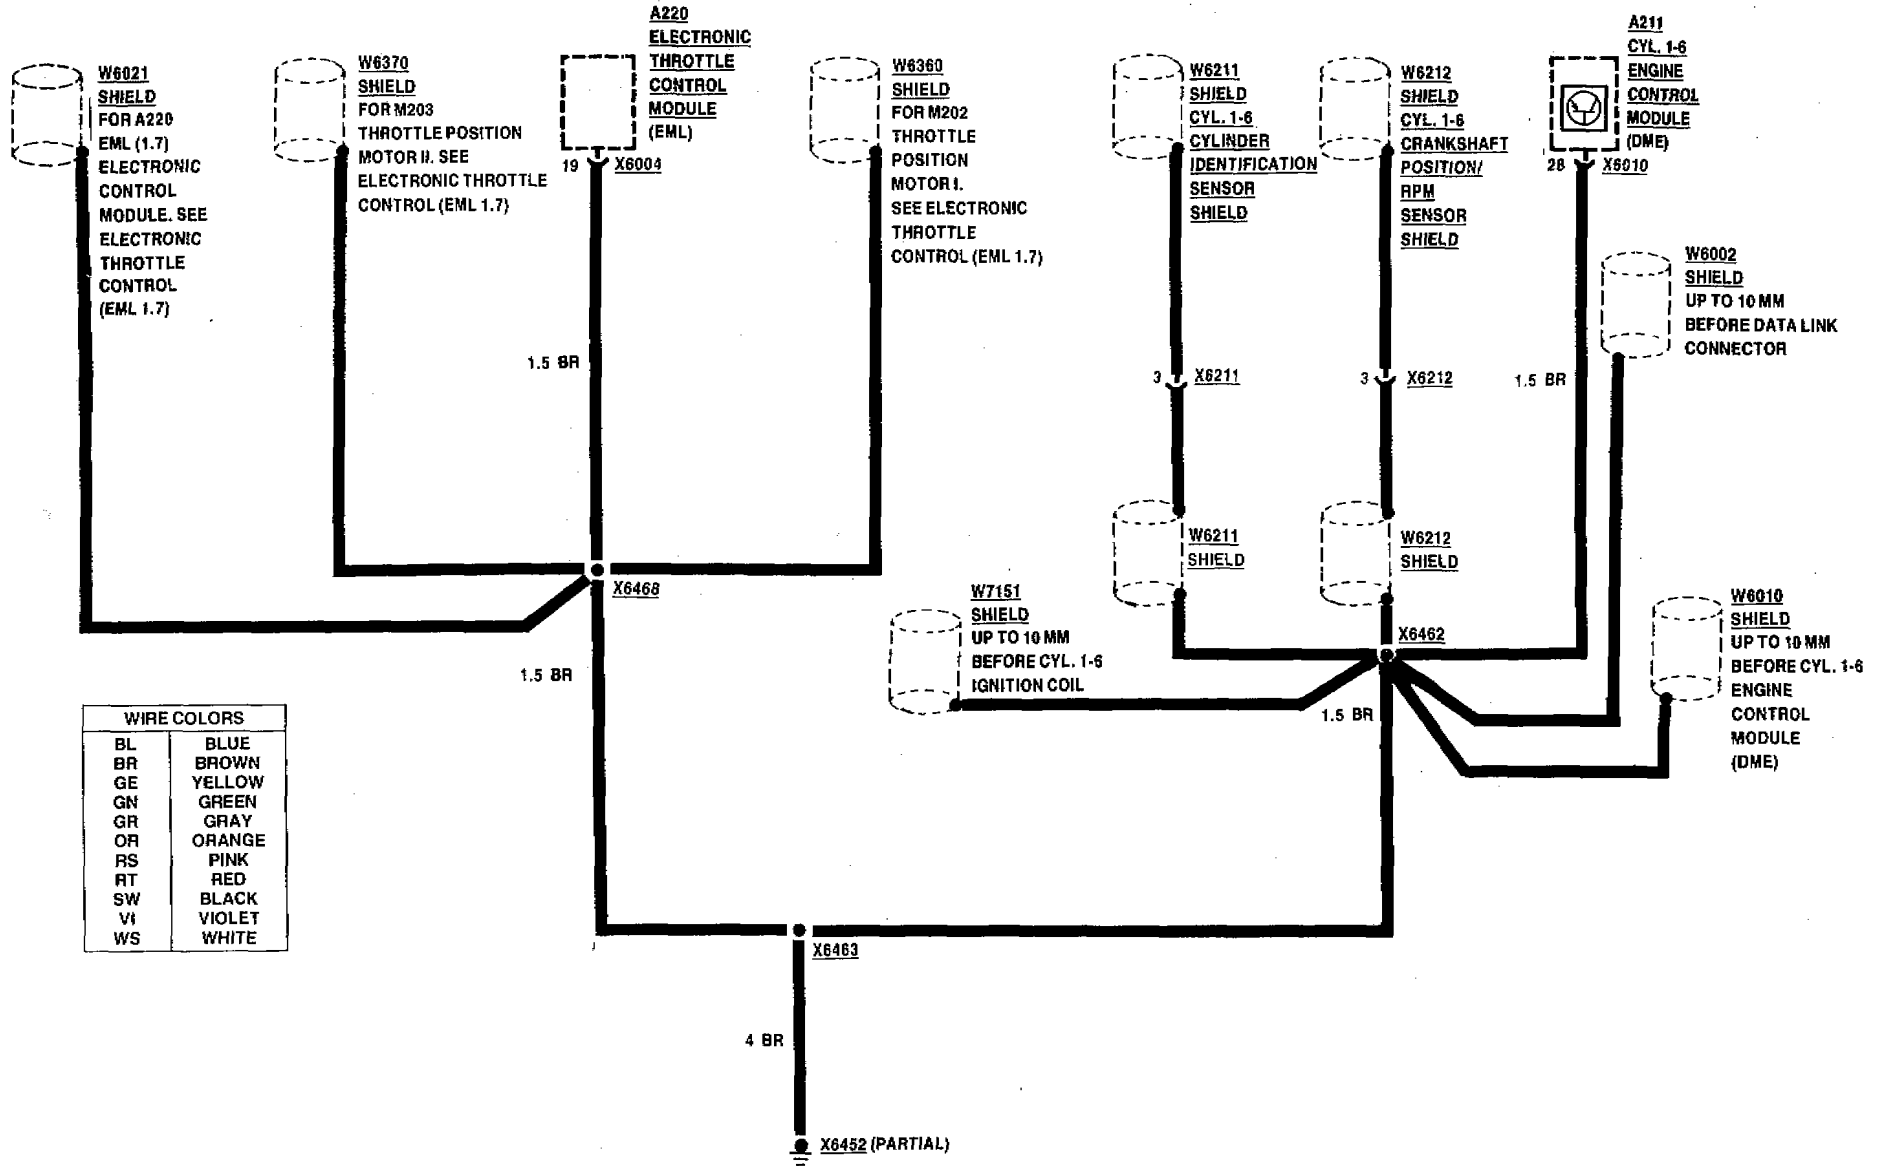 W6021
SHIELD
FOR A220
EML (1.7)
ELECTRONIC
CONTROL
MODULE. SEE
ELECTRONIC
THROTTLE
CONTROL
(EML 1.7)
W6370
SHIELD
FOR M203
THROTTLE POSITION
MOTOR II. SEE
ELECTRONIC THROTTLE
CONTROL (EML 1.7)
A220
ELECTRONIC
THROTTLE
CONTROL
MODULE
(EML)
19 X6004
W6360
SHIELD
FOR M202
THROTTLE
POSITION
MOTOR I.
SEE ELECTRONIC
THROTTLE
CONTROL (EML 1.7)
W6211
SHIELD
CYL. 1-6
CYLINDER
IDENTIFICATION
SENSOR
SHIELD
W6212
SHIELD
CYL. 1-6
CRANKSHAFT
POSITION/
RPM
SENSOR
SHIELD
A211
CYL. 1-6
ENGINE
CONTROL
MODULE
(DME)
28 X6010
W6002
SHIELD
UP TO 10 MM
BEFORE DATA LINK
CONNECTOR
1.5 BR
3 X6211
3 X6212
1.5 BR
W6211
SHIELD
W6212
SHIELD
X6468
W7151
SHIELD
UP TO 10 MM
BEFORE CYL. 1-6
IGNITION COIL
X6462
W6010
SHIELD
UP TO 10 MM
BEFORE CYL. 1-6
ENGINE
CONTROL
MODULE
(DME)
1.5 BR
1.5 BR
WIRE COLORS
BL BLUE
BR BROWN
GE YELLOW
GN GREEN
GR GRAY
OR ORANGE
RS PINK
RT RED
SW BLACK
VI VIOLET
WS WHITE
X6463
4 BR
X6452 (PARTIAL)